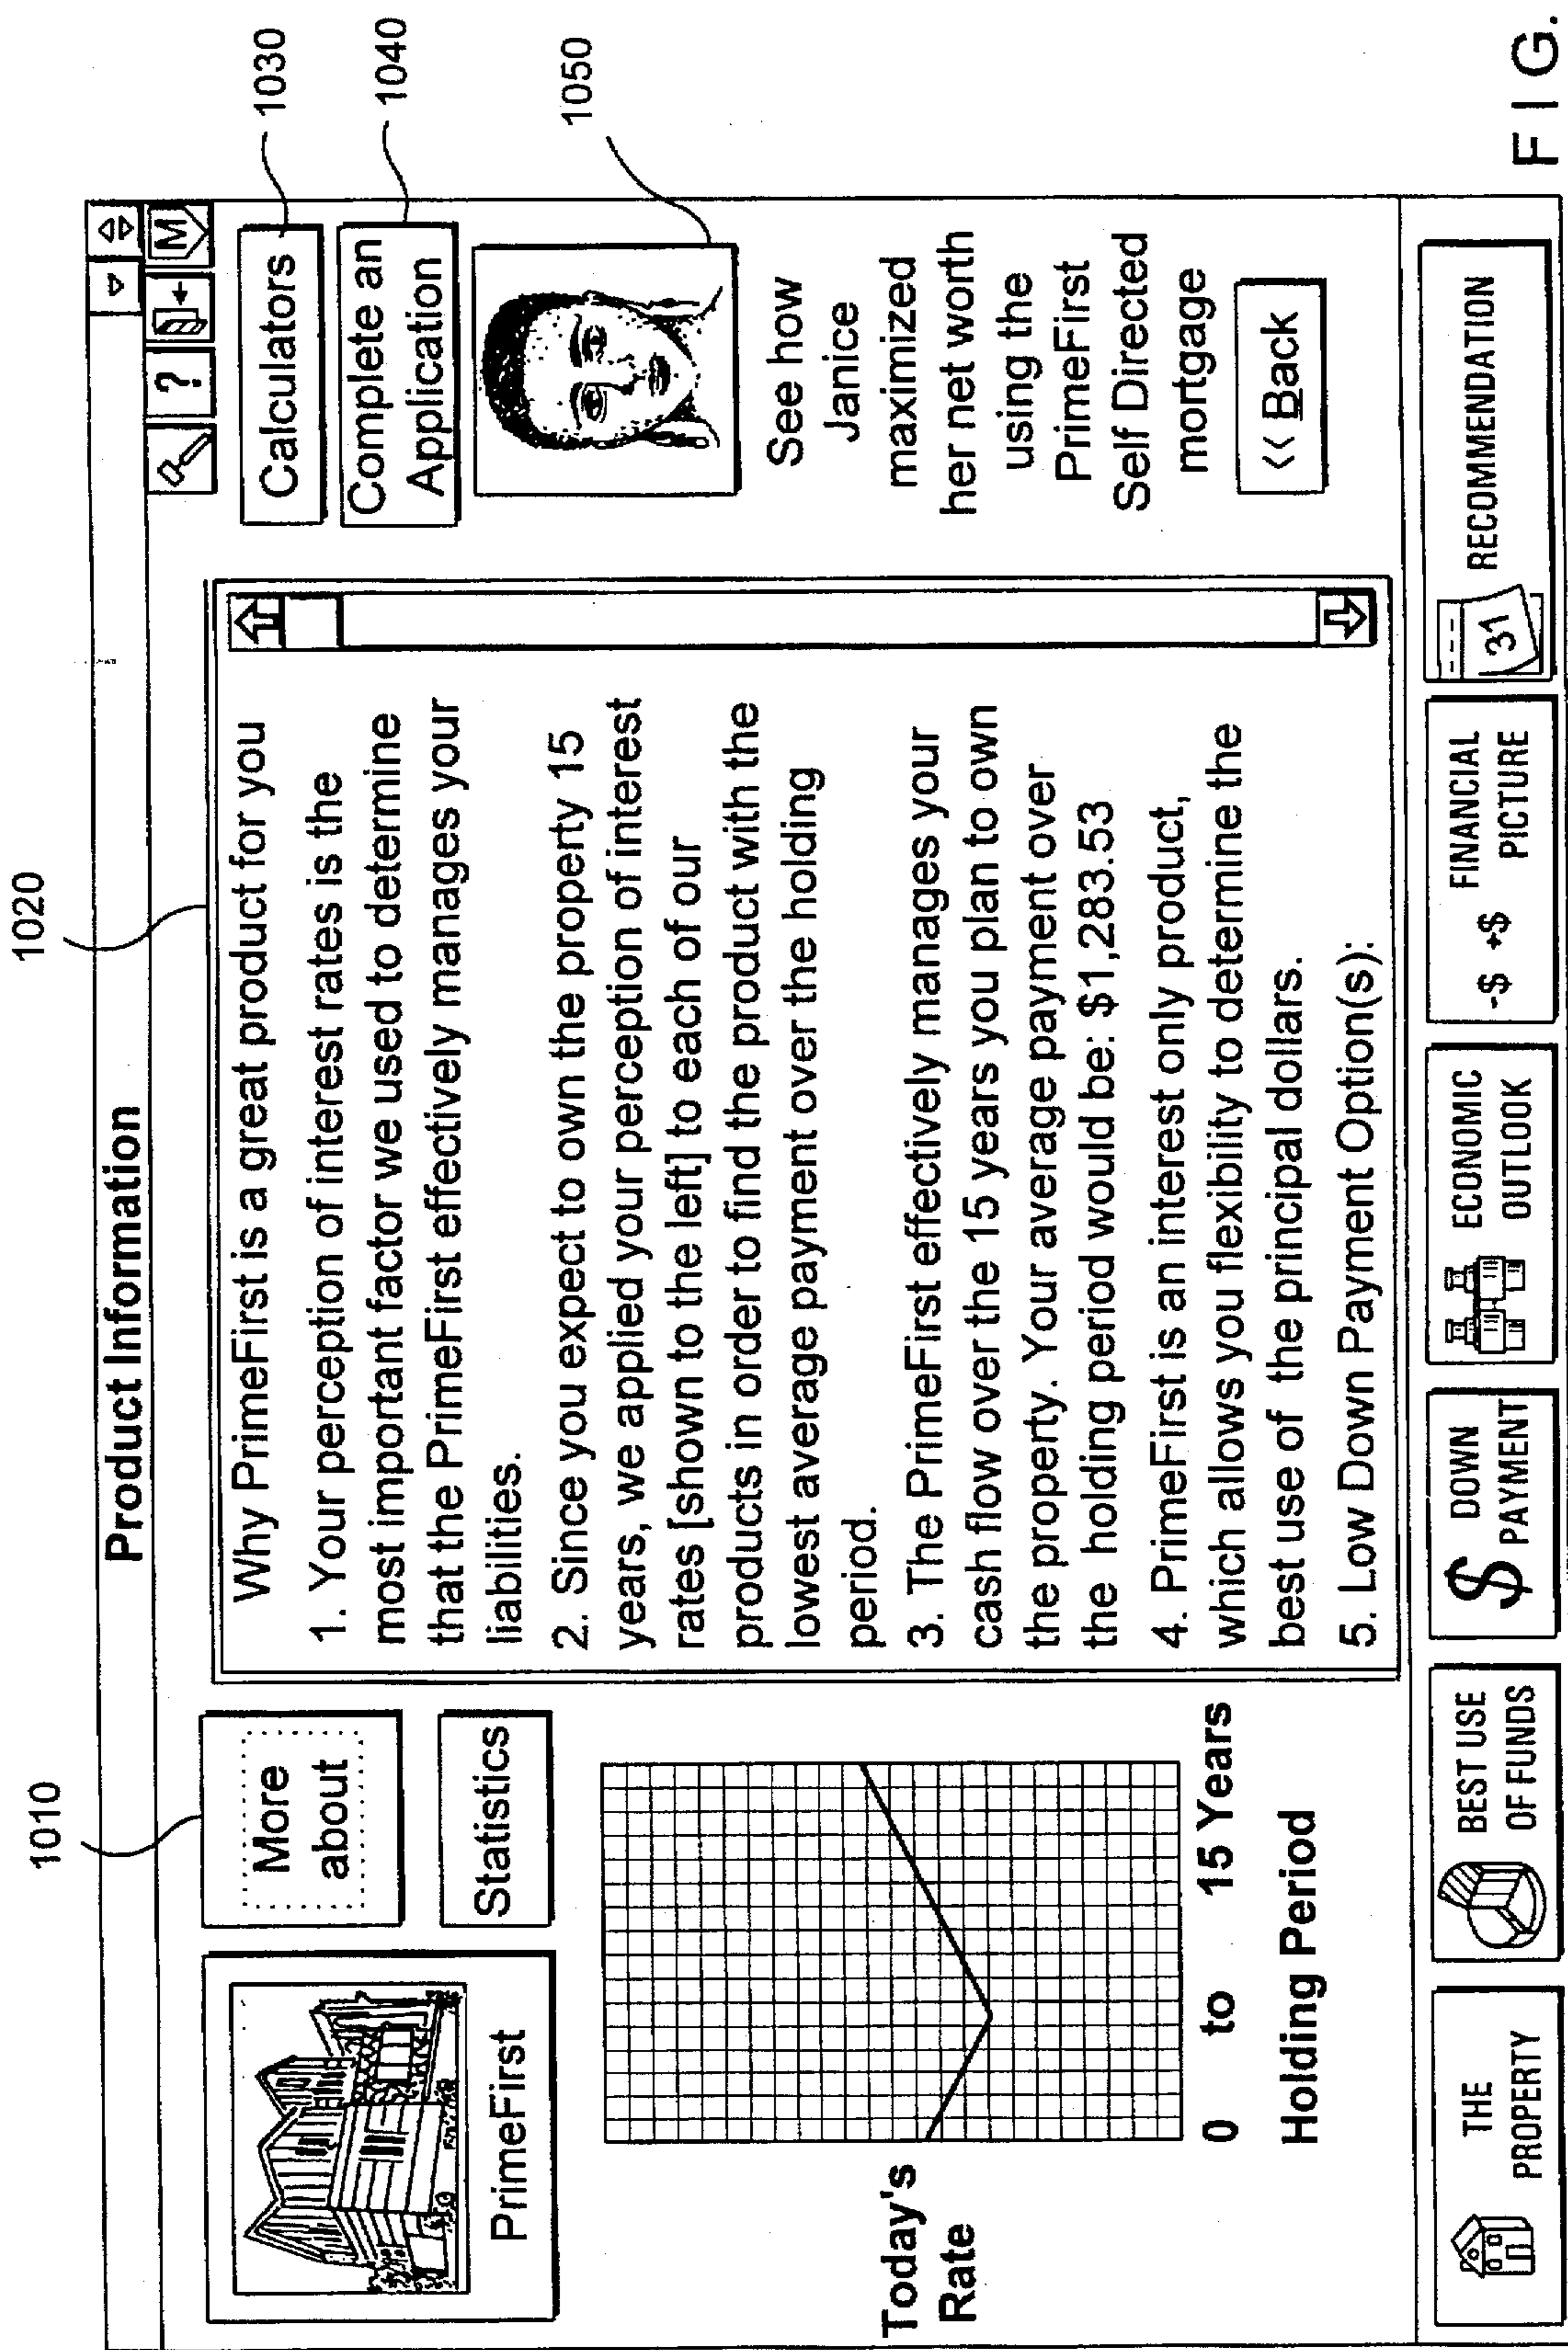 1010
1020
Product Information
?
M
PrimeFirst
More
about
Statistics
Today's
Rate
0 to 15 Years
Holding Period
Why PrimeFirst is a great product for you
1. Your perception of interest rates is the
most important factor we used to determine
that the PrimeFirst effectively manages your
liabilities.
2. Since you expect to own the property 15
years, we applied your perception of interest
rates [shown to the left] to each of our
products in order to find the product with the
lowest average payment over the holding
period.
3. The PrimeFirst effectively manages your
cash flow over the 15 years you plan to own
the property. Your average payment over
the holding period would be: $1,283.53
4. PrimeFirst is an interest only product,
which allows you flexibility to determine the
best use of the principal dollars.
5. Low Down Payment Option(s):
Calculators
1030
Complete an
Application
1040
1050
See how
Janice
maximized
her net worth
using the
PrimeFirst
Self Directed
mortgage
<< Back
THE
PROPERTY
BEST USE
OF FUNDS
$ DOWN
PAYMENT
ECONOMIC
OUTLOOK
-$ +$ FINANCIAL
PICTURE
31 RECOMMENDATION
FIG.